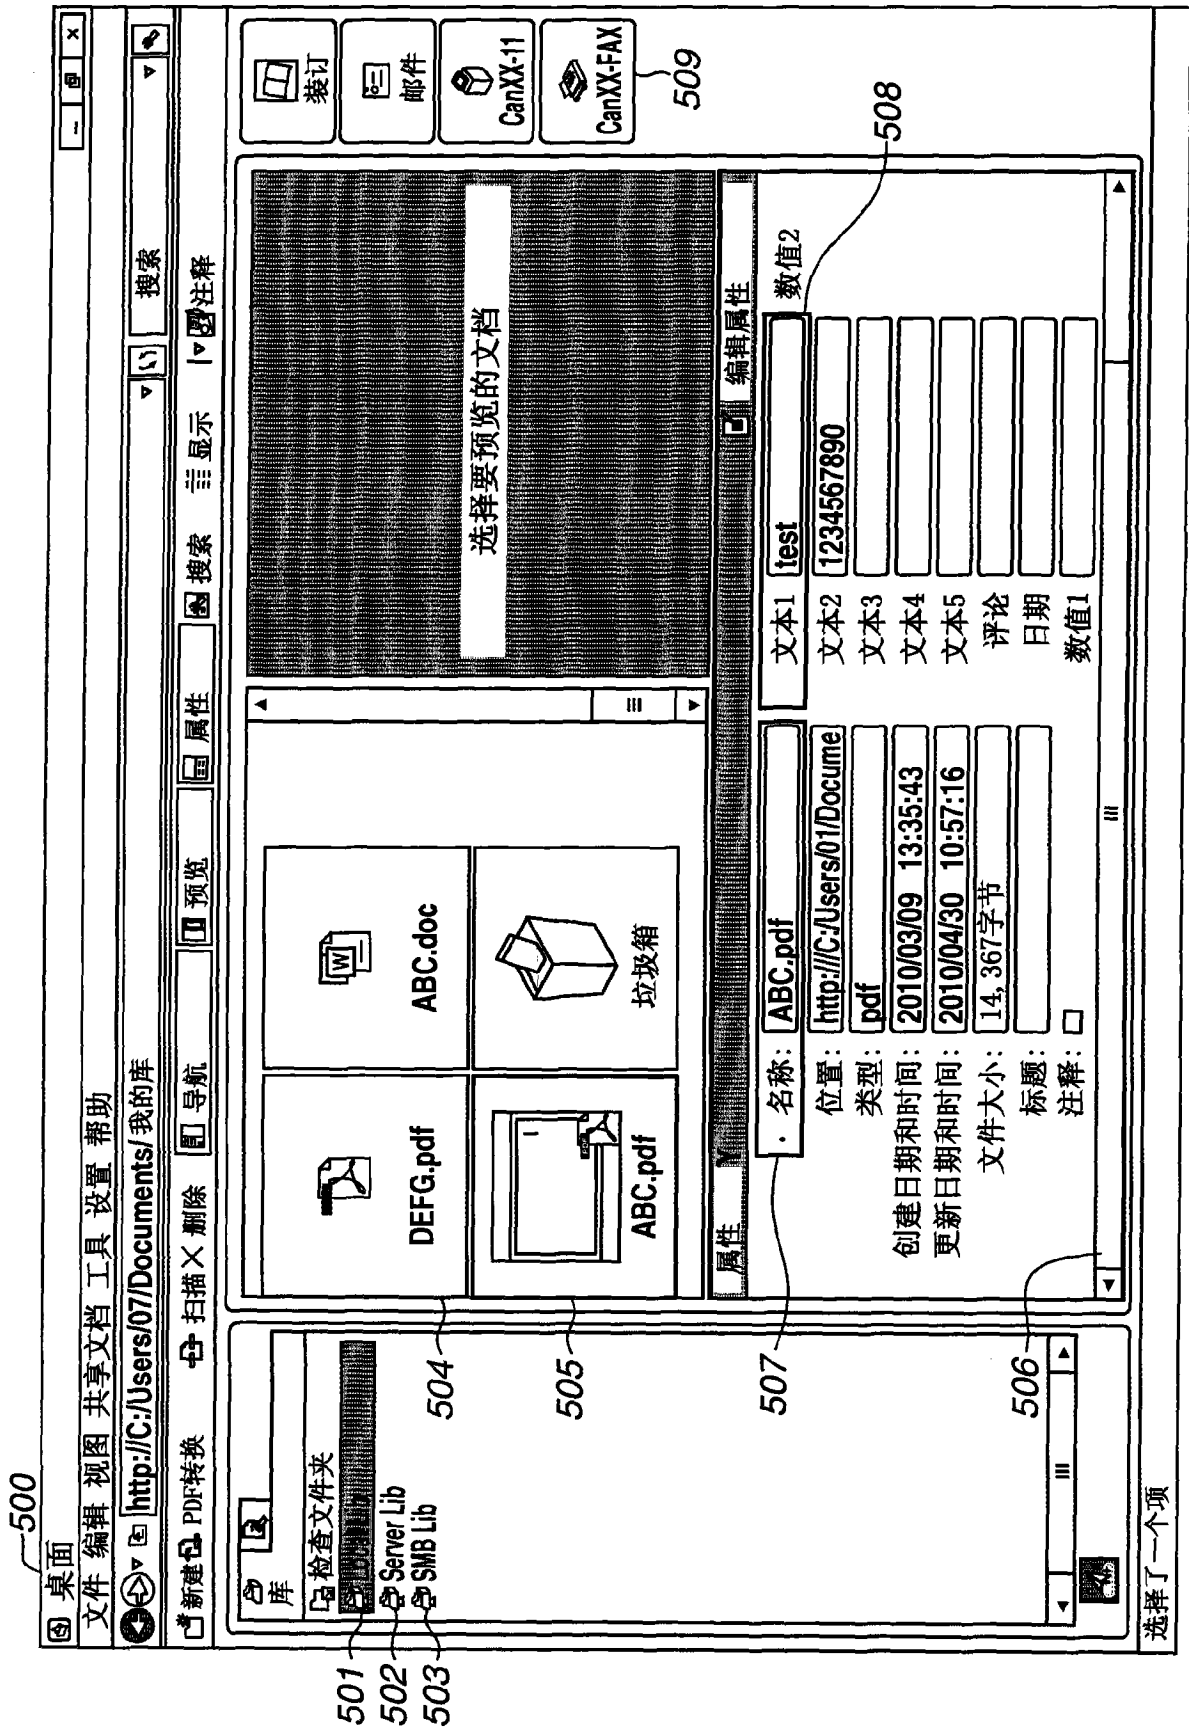 500
桌面
文件 编辑 视图 共享文档 工具 设置 帮助
http://C:/Users/07/Documents/我的库
搜索
新建 PDF转换 扫描 × 删除 导航 预览 属性 搜索 显示 注释
库
检查文件夹
Server Lib
SMB Lib
501
502
503
DEFG.pdf
ABC.doc
ABC.pdf
垃圾箱
504
505
选择要预览的文档
装订
邮件
CanXX-11
CanXX-FAX
509
属性
编辑属性
名称: ABC.pdf
位置: http:///C:/Users/01/Docume
类型: pdf
创建日期和时间: 2010/03/09 13:35:43
更新日期和时间: 2010/04/30 10:57:16
文件大小: 14,367字节
标题:
注释:
文本1 test
文本2 1234567890
文本3
文本4
文本5
评论
日期
数值1
数值2
506
507
508
选择了一个项